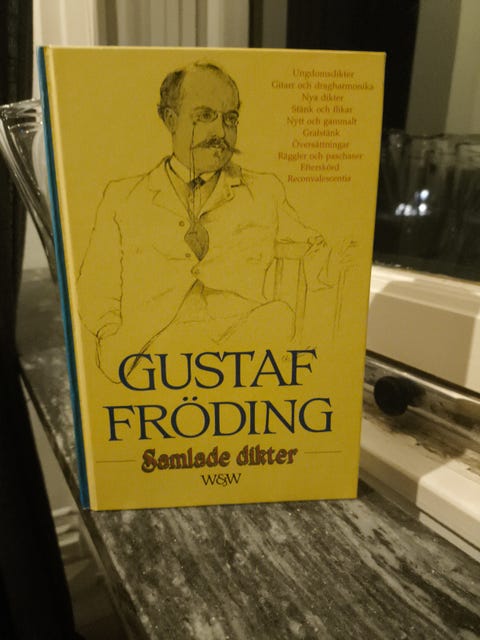 Ungdomsdikter
Gitarr och dragharmonika
Nya dikter
Stänk och flikar
Nytt och gammalt
Gralstänk
Översättningar
Räggler och paschaser
Efterskörd
Reconvalescentia
GUSTAF
FRÖDING
Samlade dikter
W&W